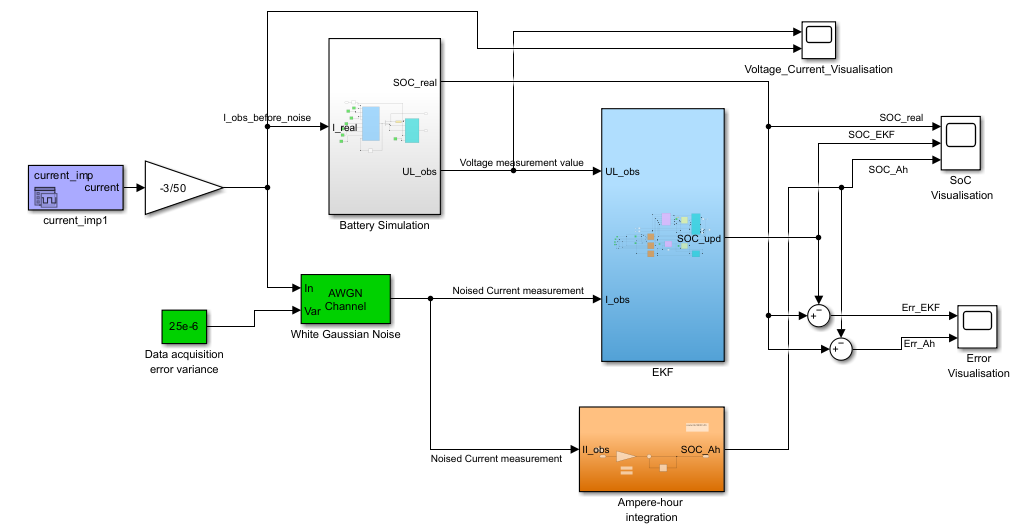 Voltage_Current_Visualisation
SOC_real
I_obs_before_noise
I_real
SOC_real
SOC_EKF
SOC_Ah
SoC
Visualisation
Voltage measurement value
UL_obs
UL_obs
current_imp
current
current_imp1
-3/50
Battery Simulation
SOC_upd
In
AWGN
Channel
Var
White Gaussian Noise
Noised Current measurement
I_obs
25e-6
Data acquisition
error variance
EKF
+
−
Err_EKF
+
−
Err_Ah
Error
Visualisation
II_obs
SOC_Ah
Noised Current measurement
Ampere-hour
integration